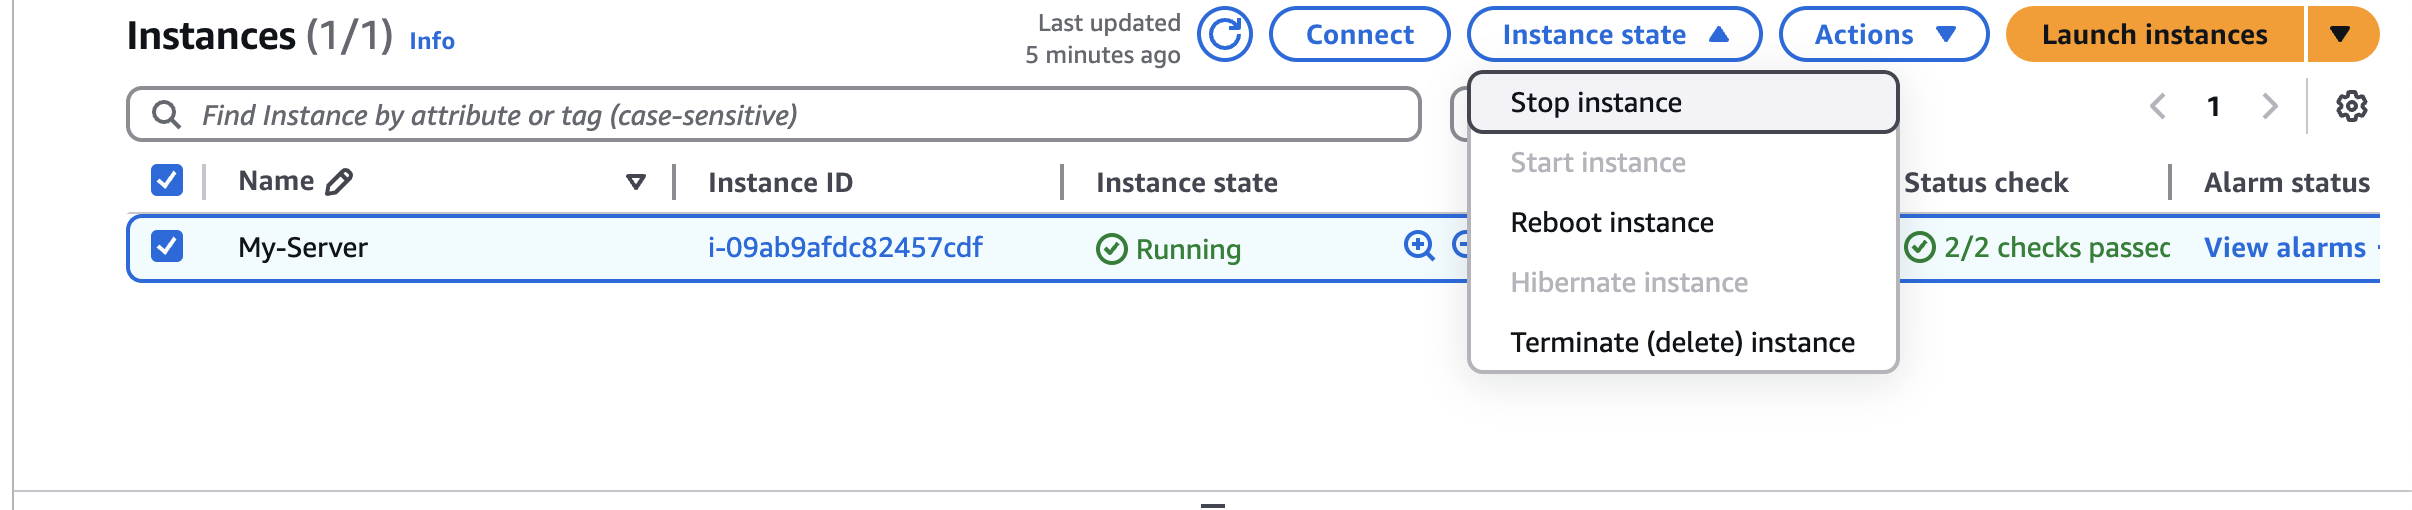 Instances (1/1) Info
Last updated
5 minutes ago
Connect
Instance state
Actions
Launch instances
Find Instance by attribute or tag (case-sensitive)
1
Stop instance
Start instance
Reboot instance
Hibernate instance
Terminate (delete) instance
Name
Instance ID
Instance state
Status check
Alarm status
My-Server
i-09ab9afdc82457cdf
Running
2/2 checks passec
View alarms